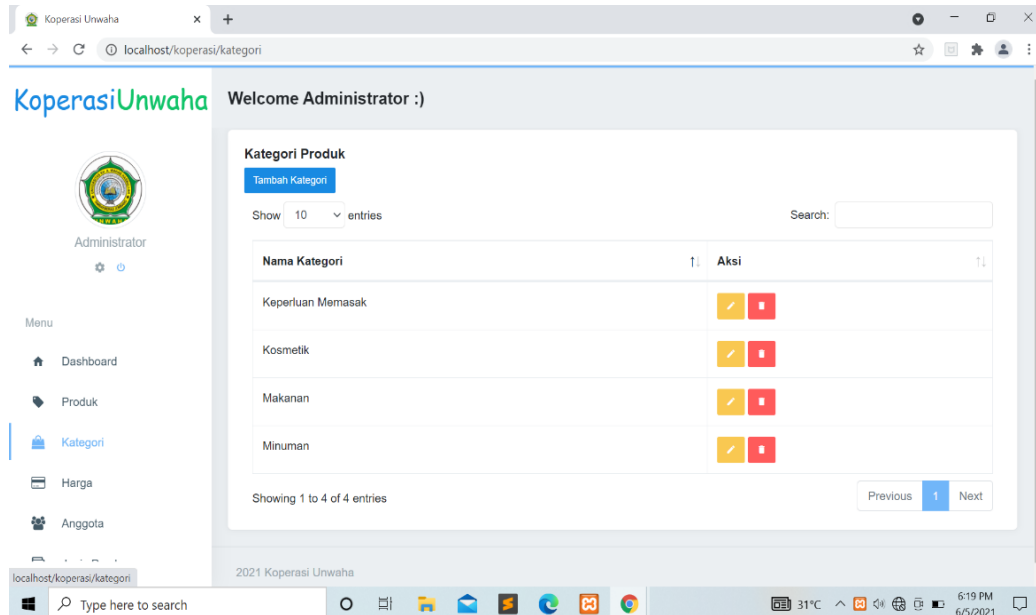 Koperasi Unwaha
localhost/koperasi/kategori
KoperasiUnwaha
Welcome Administrator :)
Administrator
Menu
Dashboard
Produk
Kategori
Harga
Anggota
Kategori Produk
Tambah Kategori
Show 10 entries
Search:
Nama Kategori Aksi
Keperluan Memasak
Kosmetik
Makanan
Minuman
Showing 1 to 4 of 4 entries
Previous 1 Next
2021 Koperasi Unwaha
localhost/koperasi/kategori
Type here to search
31°C
6:19 PM
6/5/2021